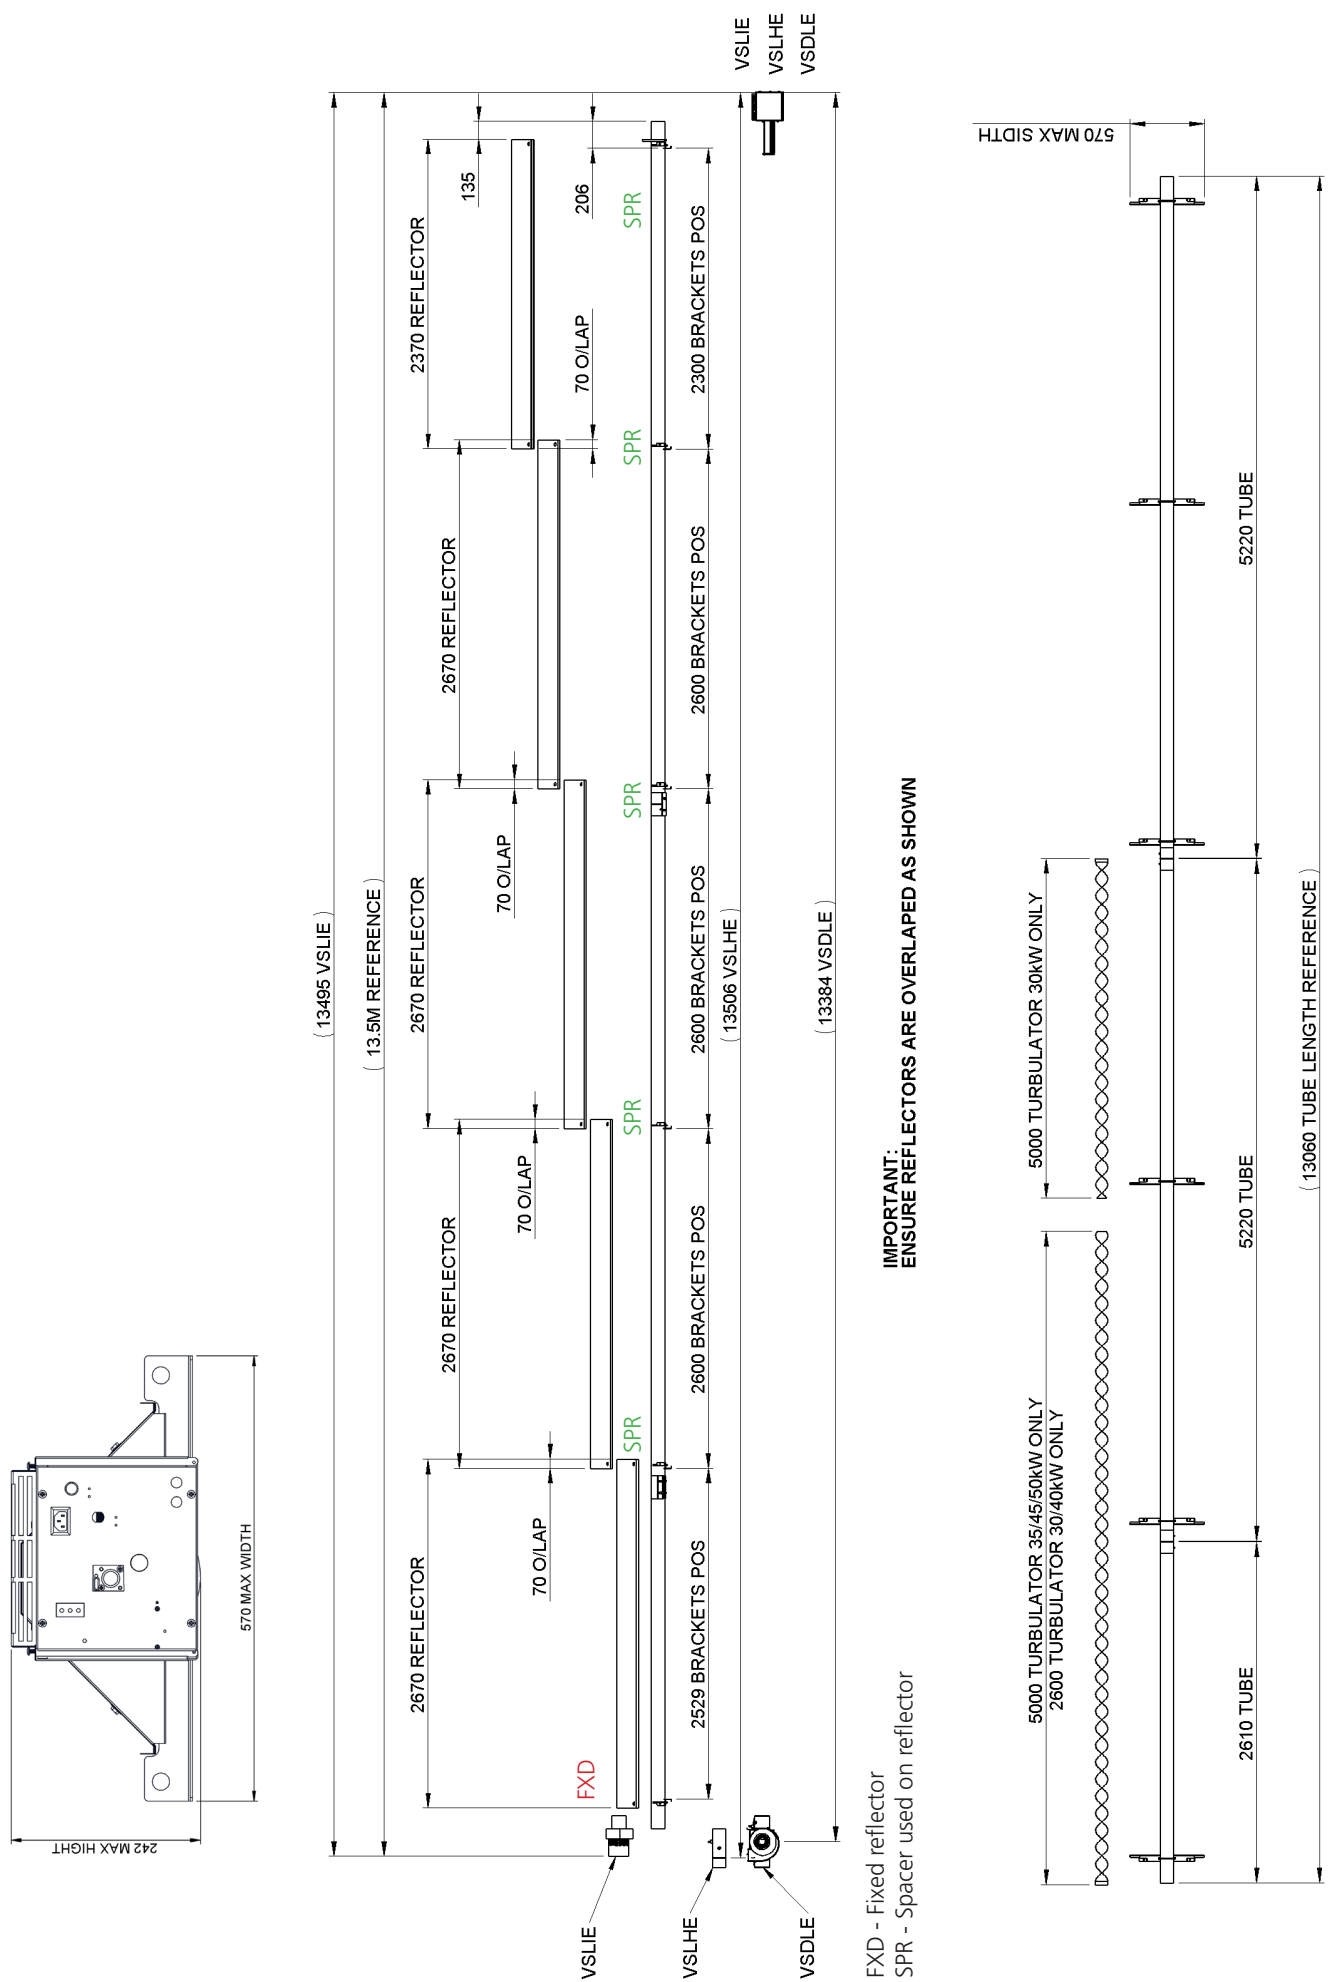 242 MAX HIGHT
570 MAX WIDTH
( 13495 VSLIE )
( 13.5M REFERENCE )
2670 REFLECTOR
2670 REFLECTOR
2670 REFLECTOR
2670 REFLECTOR
2370 REFLECTOR
135
70 O/LAP
70 O/LAP
70 O/LAP
70 O/LAP
206
FXD
SPR
SPR
SPR
SPR
SPR
2529 BRACKETS POS
2600 BRACKETS POS
2600 BRACKETS POS
2600 BRACKETS POS
2300 BRACKETS POS
( 13506 VSLHE )
( 13384 VSDLE )
VSLIE
VSLHE
VSDLE
VSLIE
VSLHE
VSDLE
FXD - Fixed reflector
SPR - Spacer used on reflector
IMPORTANT:
ENSURE REFLECTORS ARE OVERLAPED AS SHOWN
570 MAX SIDTH
5000 TURBULATOR 35/45/50kW ONLY
2600 TURBULATOR 30/40kW ONLY
5000 TURBULATOR 30kW ONLY
2610 TUBE
5220 TUBE
5220 TUBE
( 13060 TUBE LENGTH REFERENCE )